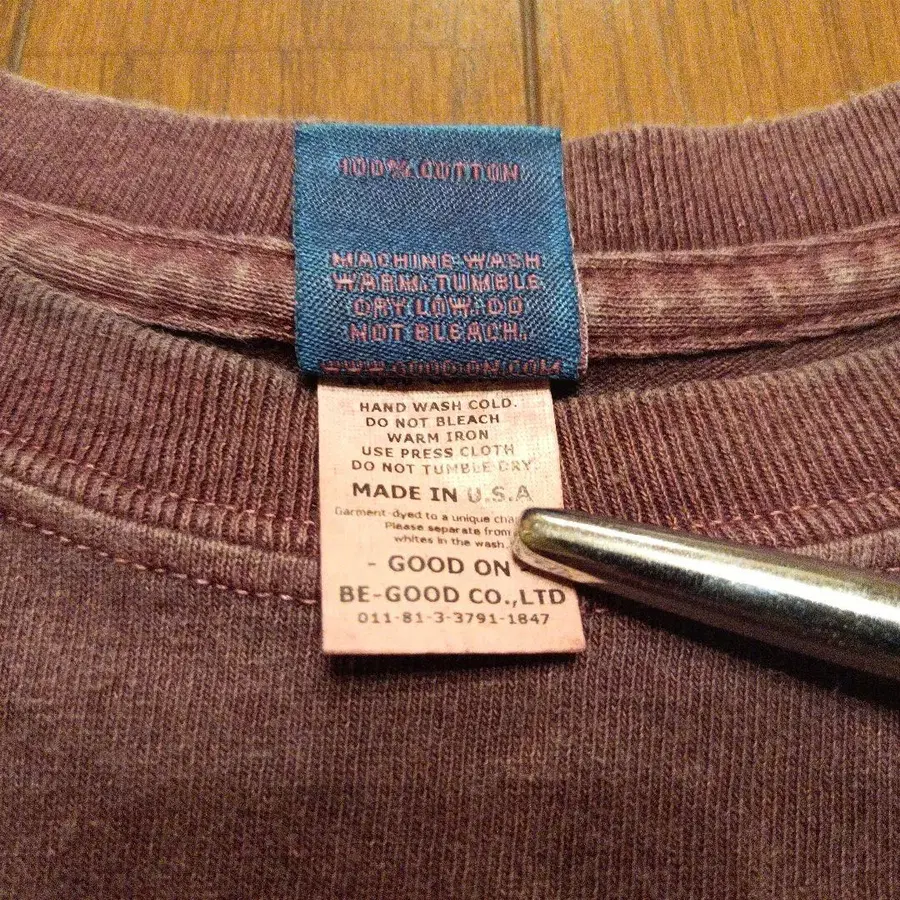 100% COTTON
MACHINE WASH
WARM. TUMBLE
DRY LOW. DO
NOT BLEACH.
HAND WASH COLD.
DO NOT BLEACH
WARM IRON
USE PRESS CLOTH
DO NOT TUMBLE DRY.
MADE IN U.S.A
Garment-dyed to a unique
Please separate from
whites in the wash.
- GOOD ON
BE-GOOD CO.,LTD
011-81-3-3791-1847